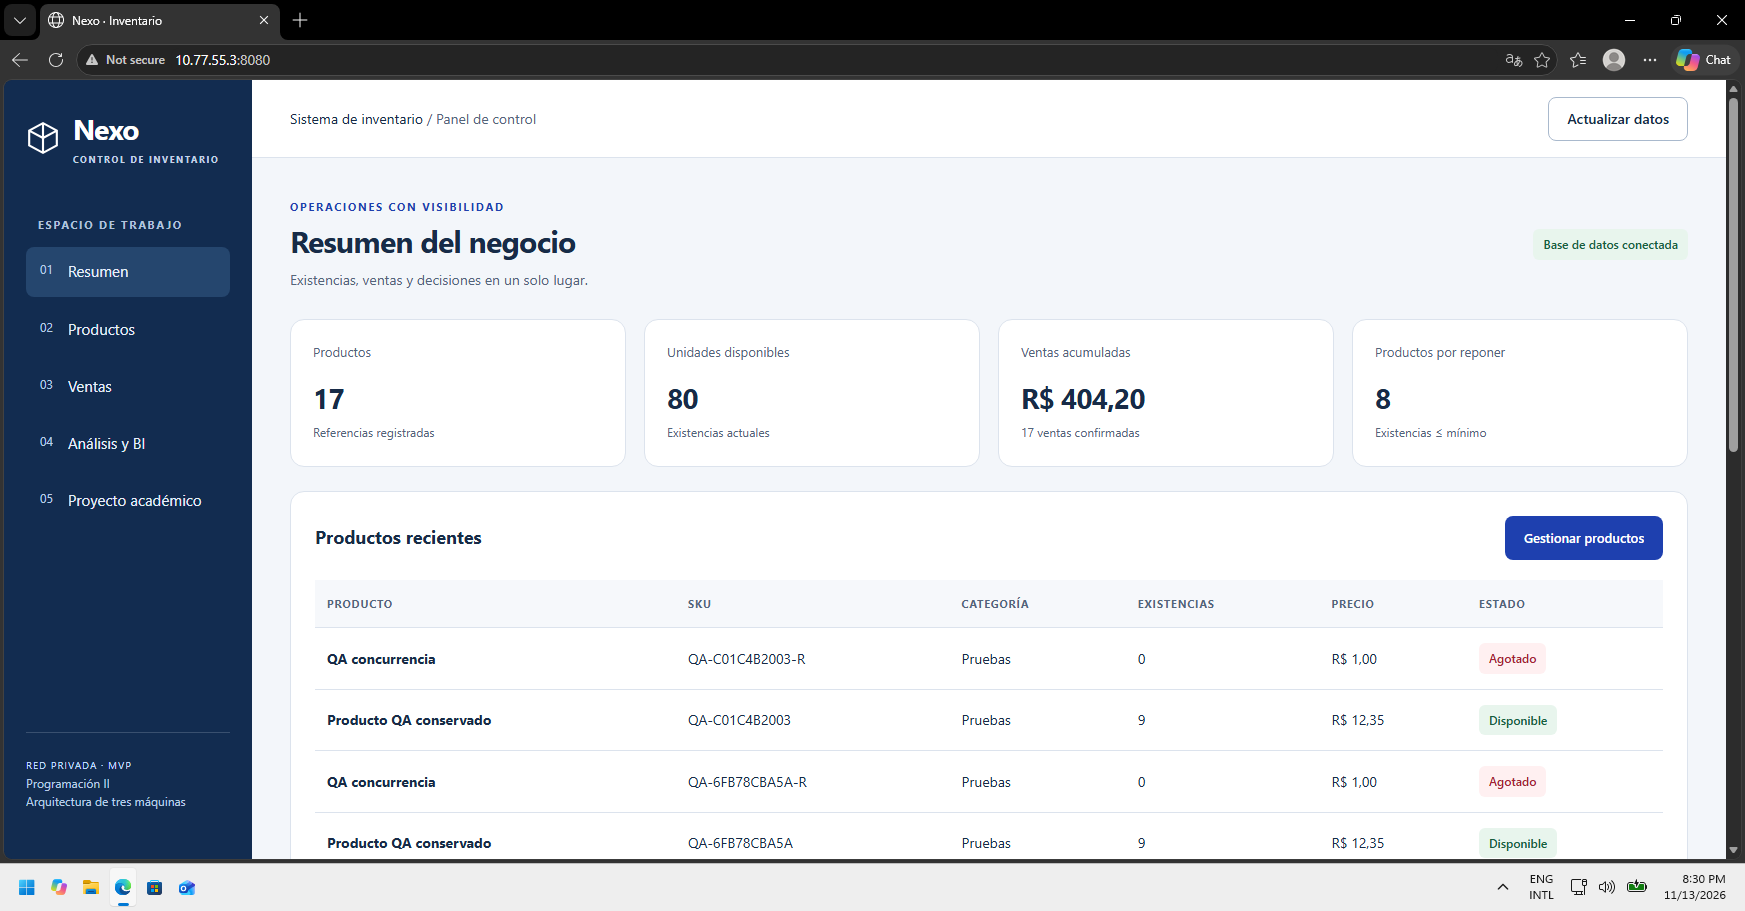 Nexo · Inventario
Not secure 10.77.55.3:8080
Chat
Nexo
CONTROL DE INVENTARIO
ESPACIO DE TRABAJO
01 Resumen
02 Productos
03 Ventas
04 Análisis y BI
05 Proyecto académico
RED PRIVADA · MVP
Programación II
Arquitectura de tres máquinas
Sistema de inventario / Panel de control
Actualizar datos
OPERACIONES CON VISIBILIDAD
Resumen del negocio
Existencias, ventas y decisiones en un solo lugar.
Base de datos conectada
Productos
17
Referencias registradas
Unidades disponibles
80
Existencias actuales
Ventas acumuladas
R$ 404,20
17 ventas confirmadas
Productos por reponer
8
Existencias ≤ mínimo
Productos recientes
Gestionar productos
PRODUCTO SKU CATEGORÍA EXISTENCIAS PRECIO ESTADO
QA concurrencia QA-C01C4B2003-R Pruebas 0 R$ 1,00 Agotado
Producto QA conservado QA-C01C4B2003 Pruebas 9 R$ 12,35 Disponible
QA concurrencia QA-6FB78CBA5A-R Pruebas 0 R$ 1,00 Agotado
Producto QA conservado QA-6FB78CBA5A Pruebas 9 R$ 12,35 Disponible
ENG
INTL
8:30 PM
11/13/2026